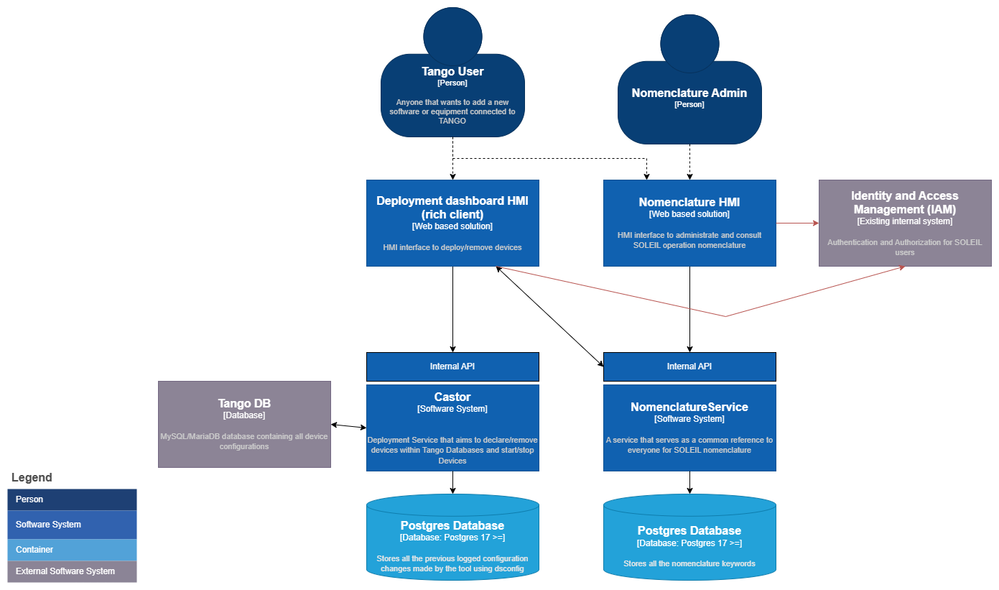 Tango User
[Person]
Anyone that wants to add a new
software or equipment connected to
TANGO
Nomenclature Admin
[Person]
Deployment dashboard HMI
(rich client)
[Web based solution]
HMI interface to deploy/remove devices
Nomenclature HMI
[Web based solution]
HMI interface to administrate and consult
SOLEIL operation nomenclature
Identity and Access
Management (IAM)
[Existing internal system]
Authentication and Authorization for SOLEIL
users
Internal API
Internal API
Tango DB
[Database]
MySQL/MariaDB database containing all device
configurations
Castor
[Software System]
Deployment Service that aims to declare/remove
devices within Tango Databases and start/stop
Devices
NomenclatureService
[Software System]
A service that serves as a common reference to
everyone for SOLEIL nomenclature
Legend
Person
Software System
Container
External Software System
Postgres Database
[Database: Postgres 17 >=]
Stores all the previous logged configuration
changes made by the tool using dsconfig
Postgres Database
[Database: Postgres 17 >=]
Stores all the nomenclature keywords